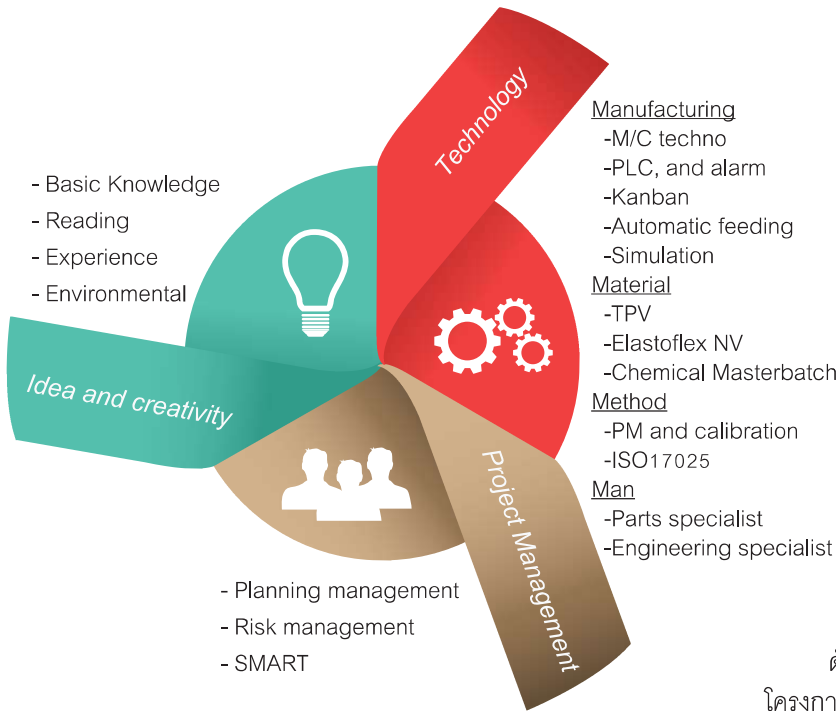 Technology
Manufacturing
-M/C techno
-PLC, and alarm
-Kanban
-Automatic feeding
-Simulation
Material
-TPV
-Elastoflex NV
-Chemical Masterbatch
Method
-PM and calibration
-ISO17025
Man
-Parts specialist
-Engineering specialist
- Basic Knowledge
- Reading
- Experience
- Environmental
Idea and creativity
Project Management
- Planning management
- Risk management
- SMART